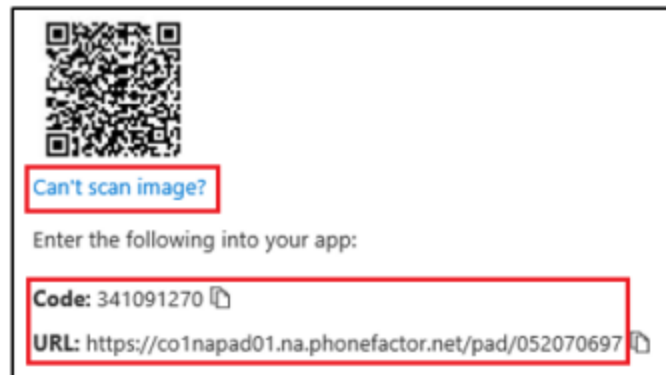 Can't scan image?
Enter the following into your app:
Code: 341091270
URL: https://co1napad01.na.phonefactor.net/pad/052070697